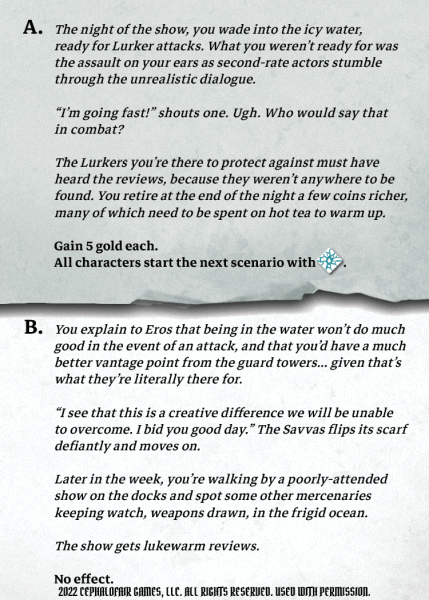 A. The night of the show, you wade into the icy water,
ready for Lurker attacks. What you weren't ready for was
the assault on your ears as second-rate actors stumble
through the unrealistic dialogue.
“I'm going fast!” shouts one. Ugh. Who would say that
in combat?
The Lurkers you're there to protect against must have
heard the reviews, because they weren't anywhere to be
found. You retire at the end of the night a few coins richer,
many of which need to be spent on hot tea to warm up.
Gain 5 gold each.
All characters start the next scenario with .
B. You explain to Eros that being in the water won't do much
good in the event of an attack, and that you'd have a much
better vantage point from the guard towers... given that's
what they're literally there for.
“I see that this is a creative difference we will be unable
to overcome. I bid you good day.” The Savvas flips its scarf
defiantly and moves on.
Later in the week, you're walking by a poorly-attended
show on the docks and spot some other mercenaries
keeping watch, weapons drawn, in the frigid ocean.
The show gets lukewarm reviews.
No effect.
2022 CEPHALOFAIR GAMES, LLC. ALL RIGHTS RESERVED. USED WITH PERMISSION.